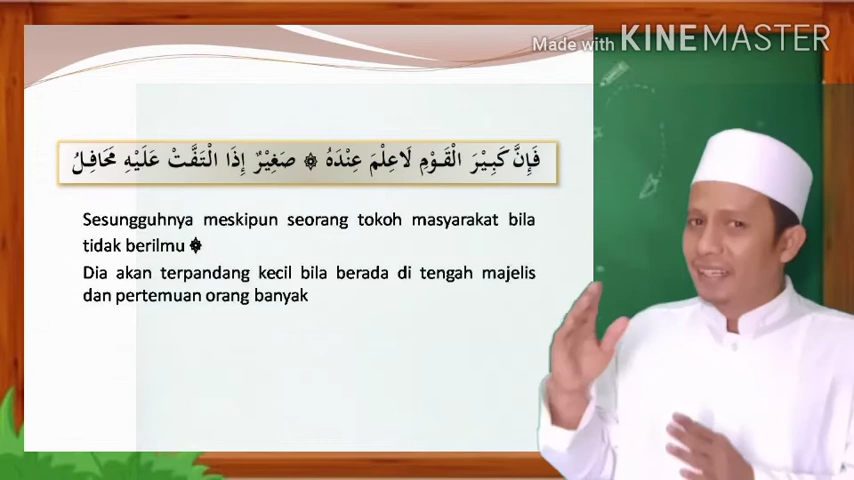 Made with KINEMASTER
فَإِنَّ كَبِيْرَ الْقَوْمِ لَاعِلْمَ عِنْدَهُ ۞ صَغِيْرٌ إِذَا الْتَفَّتْ عَلَيْهِ مَحَافِلُ
Sesungguhnya meskipun seorang tokoh masyarakat bila
tidak berilmu ۞
Dia akan terpandang kecil bila berada di tengah majelis
dan pertemuan orang banyak